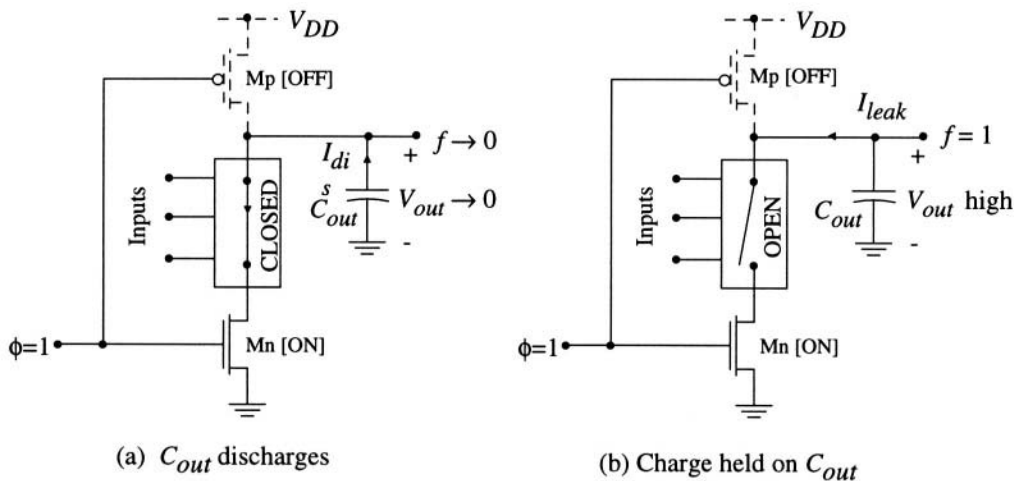 V_DD
Mp [OFF]
I_di
s
+ f → 0
C_out V_out → 0
-
Inputs
CLOSED
ϕ=1
Mn [ON]
(a) C_out discharges
V_DD
Mp [OFF]
I_leak
+ f = 1
C_out V_out high
-
Inputs
OPEN
ϕ=1
Mn [ON]
(b) Charge held on C_out